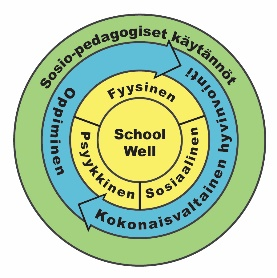 Sosio-pedagogiset käytännöt
Oppiminen
Kokonaisvaltainen hyvinvointi
Fyysinen
Psyykkinen
Sosiaalinen
School
Well